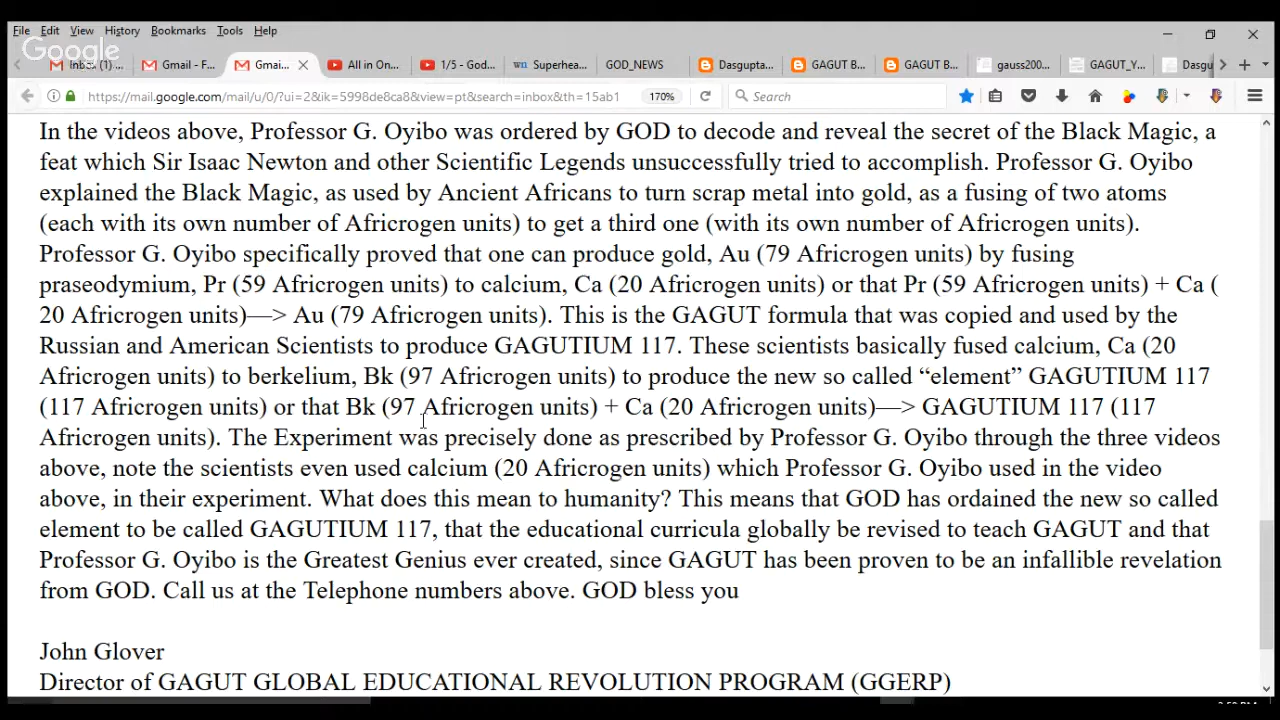 File Edit View History Bookmarks Tools Help
Google
Inbox (1) ... Gmail - F... Gmai... All in On... 1/5 - God... wn Superhea... GOD_NEWS Dasgupta... GAGUT B... GAGUT B... gauss200... GAGUT_Y... Dasgu
https://mail.google.com/mail/u/0/?ui=2&ik=5998de8ca8&view=pt&search=inbox&th=15ab1 170% Search
In the videos above, Professor G. Oyibo was ordered by GOD to decode and reveal the secret of the Black Magic, a
feat which Sir Isaac Newton and other Scientific Legends unsuccessfully tried to accomplish. Professor G. Oyibo
explained the Black Magic, as used by Ancient Africans to turn scrap metal into gold, as a fusing of two atoms
(each with its own number of Africrogen units) to get a third one (with its own number of Africrogen units).
Professor G. Oyibo specifically proved that one can produce gold, Au (79 Africrogen units) by fusing
praseodymium, Pr (59 Africrogen units) to calcium, Ca (20 Africrogen units) or that Pr (59 Africrogen units) + Ca (
20 Africrogen units)—> Au (79 Africrogen units). This is the GAGUT formula that was copied and used by the
Russian and American Scientists to produce GAGUTIUM 117. These scientists basically fused calcium, Ca (20
Africrogen units) to berkelium, Bk (97 Africrogen units) to produce the new so called “element” GAGUTIUM 117
(117 Africrogen units) or that Bk (97 Africrogen units) + Ca (20 Africrogen units)—> GAGUTIUM 117 (117
Africrogen units). The Experiment was precisely done as prescribed by Professor G. Oyibo through the three videos
above, note the scientists even used calcium (20 Africrogen units) which Professor G. Oyibo used in the video
above, in their experiment. What does this mean to humanity? This means that GOD has ordained the new so called
element to be called GAGUTIUM 117, that the educational curricula globally be revised to teach GAGUT and that
Professor G. Oyibo is the Greatest Genius ever created, since GAGUT has been proven to be an infallible revelation
from GOD. Call us at the Telephone numbers above. GOD bless you
John Glover
Director of GAGUT GLOBAL EDUCATIONAL REVOLUTION PROGRAM (GGERP)